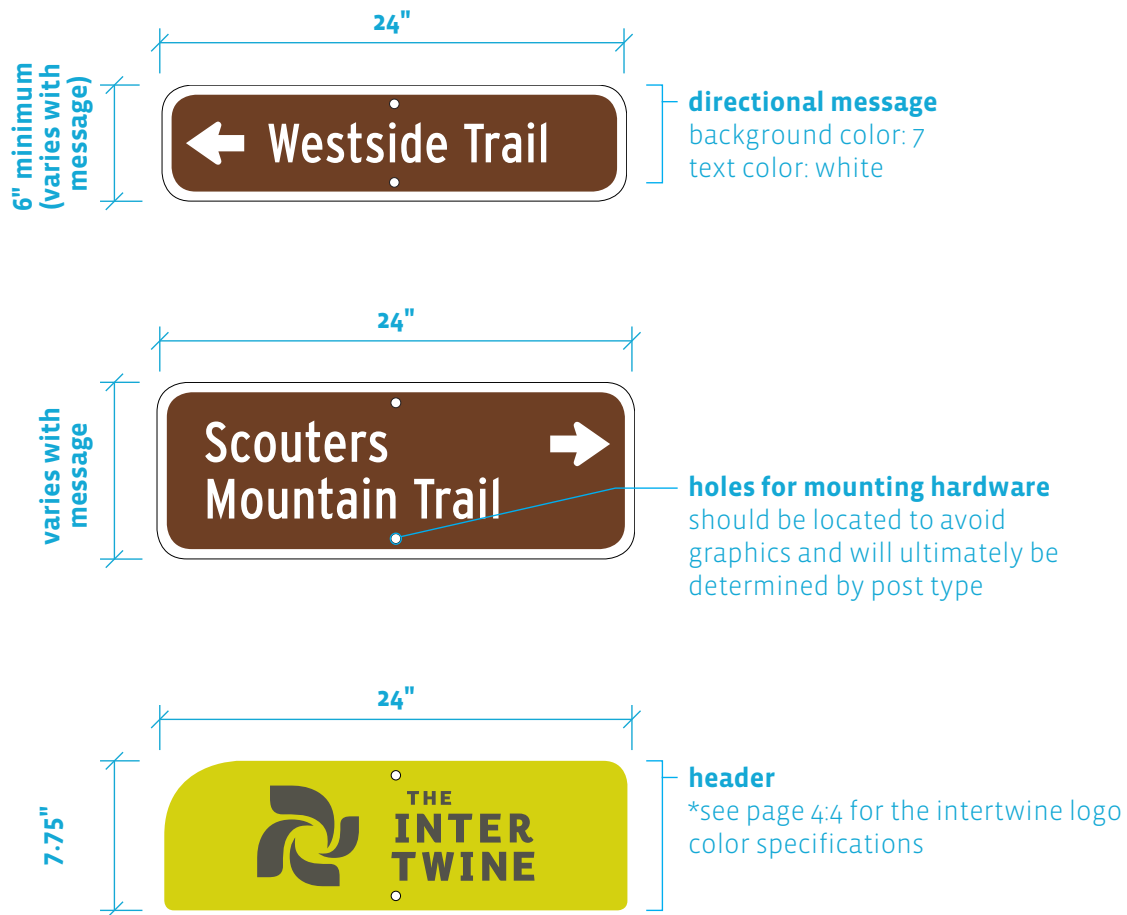 24"
6" minimum
(varies with
message)
Westside Trail
directional message
background color: 7
text color: white
24"
varies with
message
Scouters
Mountain Trail
holes for mounting hardware
should be located to avoid
graphics and will ultimately be
determined by post type
24"
7.75"
THE
INTER
TWINE
header
*see page 4:4 for the intertwine logo
color specifications